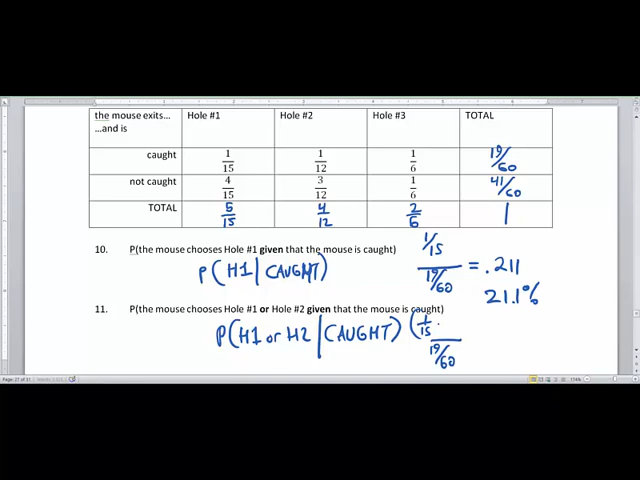 the mouse exits… Hole #1 Hole #2 Hole #3 TOTAL
…and is
caught 1/15 1/12 1/6 19/60
not caught 4/15 3/12 1/6 41/60
TOTAL 5/15 4/12 2/6 1
10. P(the mouse chooses Hole #1 given that the mouse is caught)
P(H1|CAUGHT) 1/15 / 19/60 = .211
21.1%
11. P(the mouse chooses Hole #1 or Hole #2 given that the mouse is caught)
P(H1 or H2|CAUGHT) (1/15 / 19/60